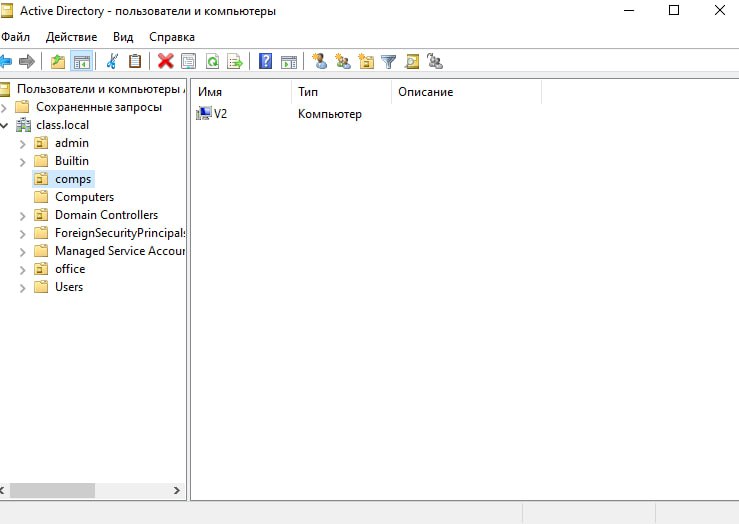 Active Directory - пользователи и компьютеры
Файл Действие Вид Справка
Пользователи и компьютеры
Сохраненные запросы
class.local
admin
Builtin
comps
Computers
Domain Controllers
ForeignSecurityPrincipals
Managed Service Accour
office
Users
Имя Тип Описание
V2 Компьютер